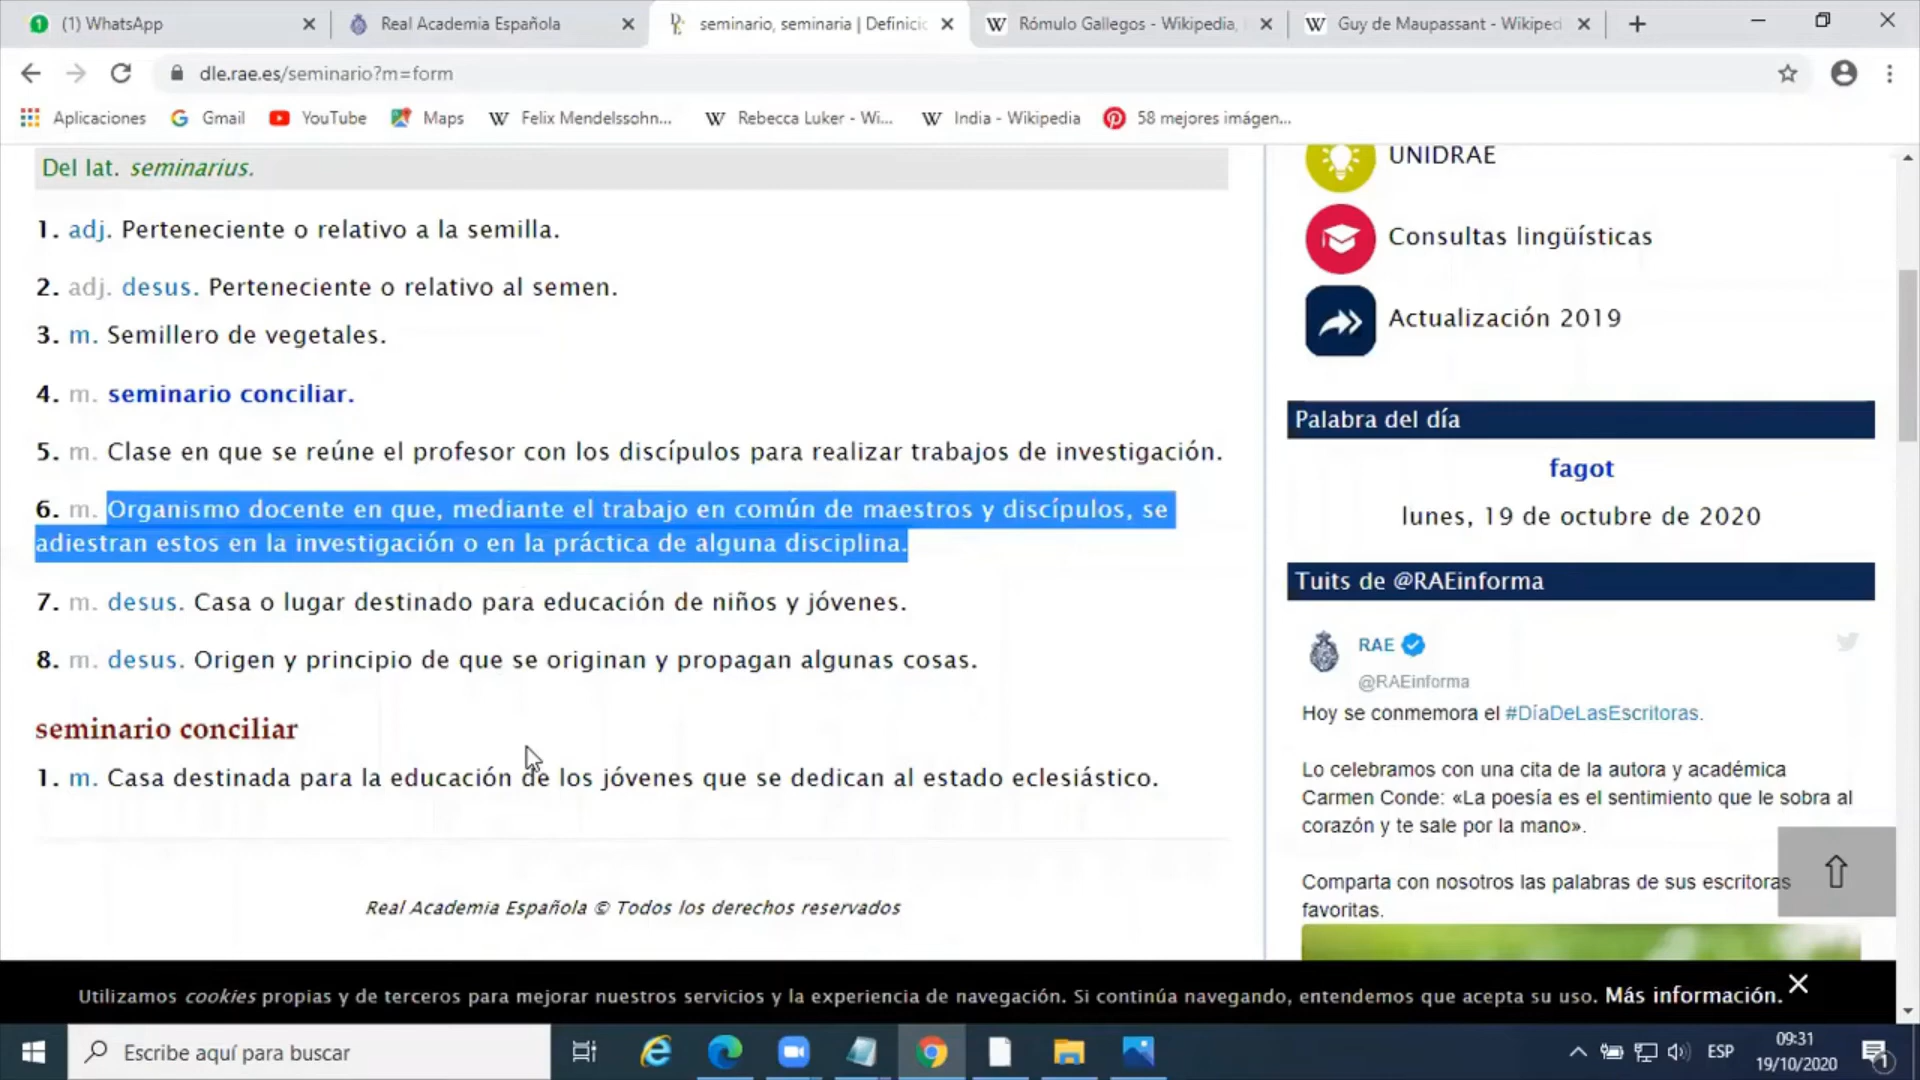 (1) WhatsApp
Real Academia Española
seminario, seminaria | Definició
Rómulo Gallegos - Wikipedia,
Guy de Maupassant - Wikiped
dle.rae.es/seminario?m=form
Aplicaciones
Gmail
YouTube
Maps
Felix Mendelssohn...
Rebecca Luker - Wi...
India - Wikipedia
58 mejores imágen...
Del lat. seminarius.
1. adj. Perteneciente o relativo a la semilla.
2. adj. desus. Perteneciente o relativo al semen.
3. m. Semillero de vegetales.
4. m. seminario conciliar.
5. m. Clase en que se reúne el profesor con los discípulos para realizar trabajos de investigación.
6. m. Organismo docente en que, mediante el trabajo en común de maestros y discípulos, se
adiestran estos en la investigación o en la práctica de alguna disciplina.
7. m. desus. Casa o lugar destinado para educación de niños y jóvenes.
8. m. desus. Origen y principio de que se originan y propagan algunas cosas.
seminario conciliar
1. m. Casa destinada para la educación de los jóvenes que se dedican al estado eclesiástico.
Real Academia Española © Todos los derechos reservados
UNIDRAE
Consultas lingüísticas
Actualización 2019
Palabra del día
fagot
lunes, 19 de octubre de 2020
Tuits de @RAEinforma
RAE
@RAEinforma
Hoy se conmemora el #DíaDeLasEscritoras.
Lo celebramos con una cita de la autora y académica
Carmen Conde: «La poesía es el sentimiento que le sobra al
corazón y te sale por la mano».
Comparta con nosotros las palabras de sus escritoras
favoritas.
Utilizamos cookies propias y de terceros para mejorar nuestros servicios y la experiencia de navegación. Si continúa navegando, entendemos que acepta su uso. Más información.
Escribe aquí para buscar
ESP
09:31
19/10/2020
1